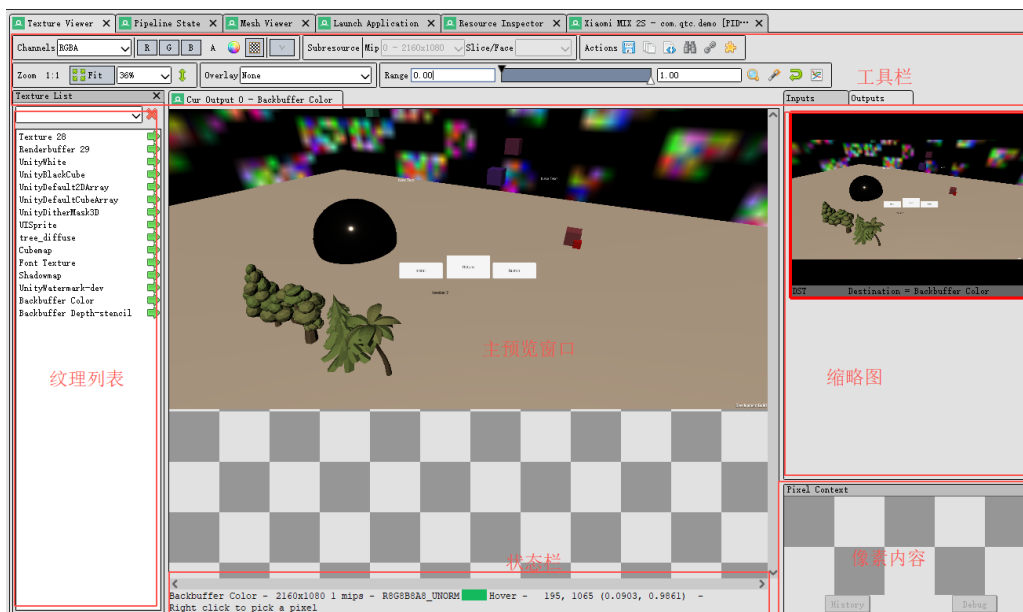 Texture Viewer X Pipeline State X Mesh Viewer X Launch Application X Resource Inspector X Xiaomi MIX 2S - com.qtc.demo [PID… X
Channels RGBA R G B A Subresource Mip 0 - 2160x1080 Slice/Face Actions
Zoom 1:1 Fit 36% Overlay None Range 0.00 1.00
工具栏
Texture List X
Cur Output 0 - Backbuffer Color
Inputs Outputs
Texture 28
Renderbuffer 29
UnityWhite
UnityBlackCube
UnityDefault2DArray
UnityDefaultCubeArray
UnityDitherMask3D
UISprite
tree_diffuse
Cubemap
Font Texture
Shadowmap
UnityWatermark-dev
Backbuffer Color
Backbuffer Depth-stencil
纹理列表
主预览窗口
DST Destination = Backbuffer Color
缩略图
Pixel Context
像素内容
History Debug
状态栏
Backbuffer Color - 2160x1080 1 mips - R8G8B8A8_UNORM Hover - 195, 1065 (0.0903, 0.9861) -
Right click to pick a pixel